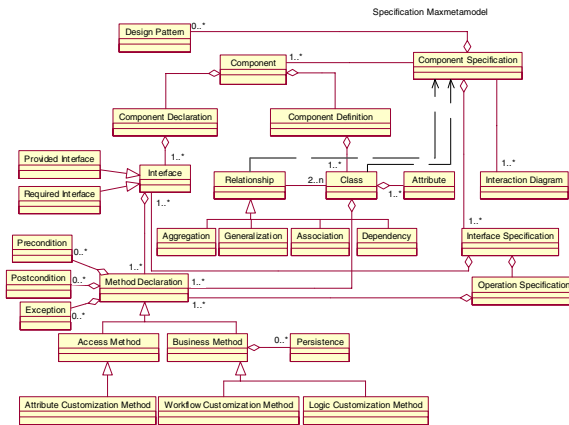 Specification Maxmetamodel
Design Pattern
0..*
Component
1..*
Component Specification
Component Declaration
Component Definition
1..*
1..*
1..*
Provided Interface
Interface
Required Interface
Relationship
2..n
Class
1..*
Attribute
Interaction Diagram
1..*
Aggregation
Generalization
Association
Dependency
Interface Specification
Precondition
0..*
Postcondition
0..*
1..*
Method Declaration
1..*
Operation Specification
Exception
0..*
1..*
Access Method
Business Method
0..*
Persistence
Attribute Customization Method
Workflow Customization Method
Logic Customization Method